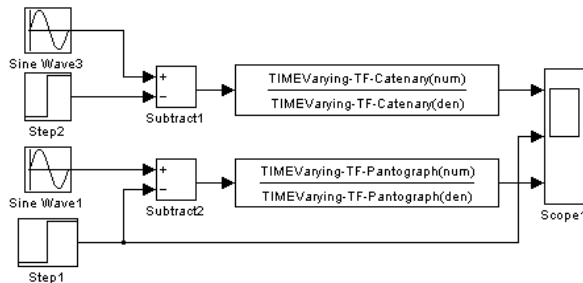 Sine Wave3
+
−
Step2
Subtract1
TIMEVarying-TF-Catenary(num)
TIMEVarying-TF-Catenary(den)
Sine Wave1
+
−
Subtract2
TIMEVarying-TF-Pantograph(num)
TIMEVarying-TF-Pantograph(den)
Step1
Scope1